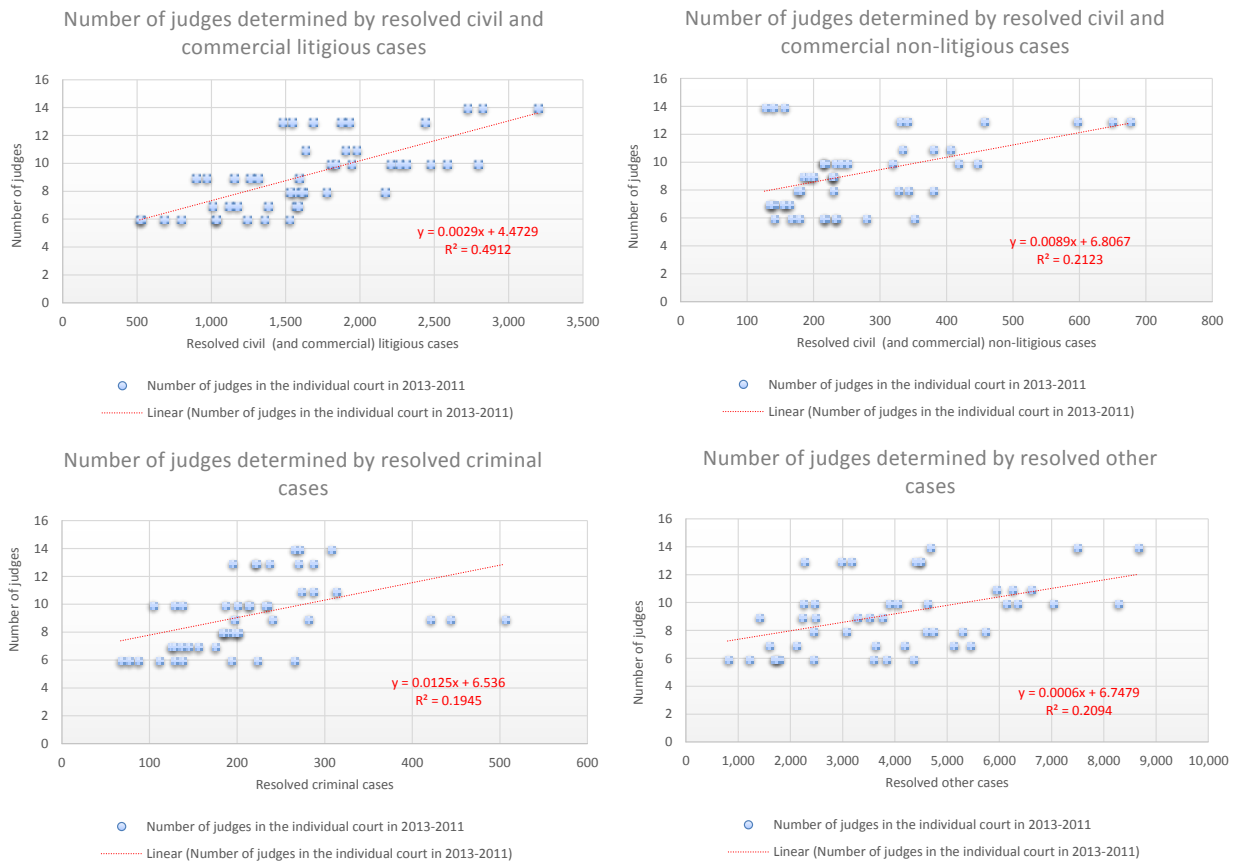 Number of judges determined by resolved civil and
commercial litigious cases
Number of judges
16
14
12
10
8
6
4
2
0
y = 0.0029x + 4.4729
R² = 0.4912
0
500
1,000
1,500
2,000
2,500
3,000
3,500
Resolved civil (and commercial) litigious cases
Number of judges in the individual court in 2013-2011
Linear (Number of judges in the individual court in 2013-2011)
Number of judges determined by resolved civil and
commercial non-litigious cases
Number of judges
16
14
12
10
8
6
4
2
0
y = 0.0089x + 6.8067
R² = 0.2123
0
100
200
300
400
500
600
700
800
Resolved civil (and commercial) non-litigious cases
Number of judges in the individual court in 2013-2011
Linear (Number of judges in the individual court in 2013-2011)
Number of judges determined by resolved criminal
cases
Number of judges
16
14
12
10
8
6
4
2
0
y = 0.0125x + 6.536
R² = 0.1945
0
100
200
300
400
500
600
Resolved criminal cases
Number of judges in the individual court in 2013-2011
Linear (Number of judges in the individual court in 2013-2011)
Number of judges determined by resolved other
cases
Number of judges
16
14
12
10
8
6
4
2
0
y = 0.0006x + 6.7479
R² = 0.2094
0
1,000
2,000
3,000
4,000
5,000
6,000
7,000
8,000
9,000
10,000
Resolved other cases
Number of judges in the individual court in 2013-2011
Linear (Number of judges in the individual court in 2013-2011)